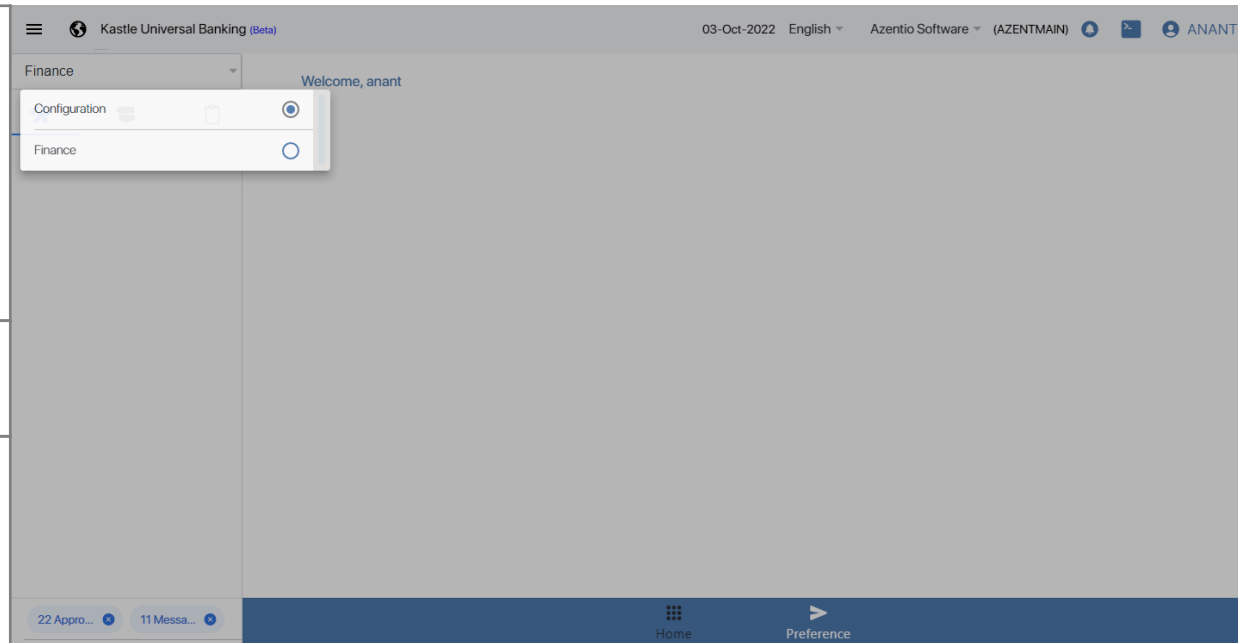 Kastle Universal Banking (Beta) 03-Oct-2022 English Azentio Software (AZENTMAIN) ANANT
Finance
Welcome, anant
Configuration
Finance
22 Appro... 11 Messa...
Home Preference